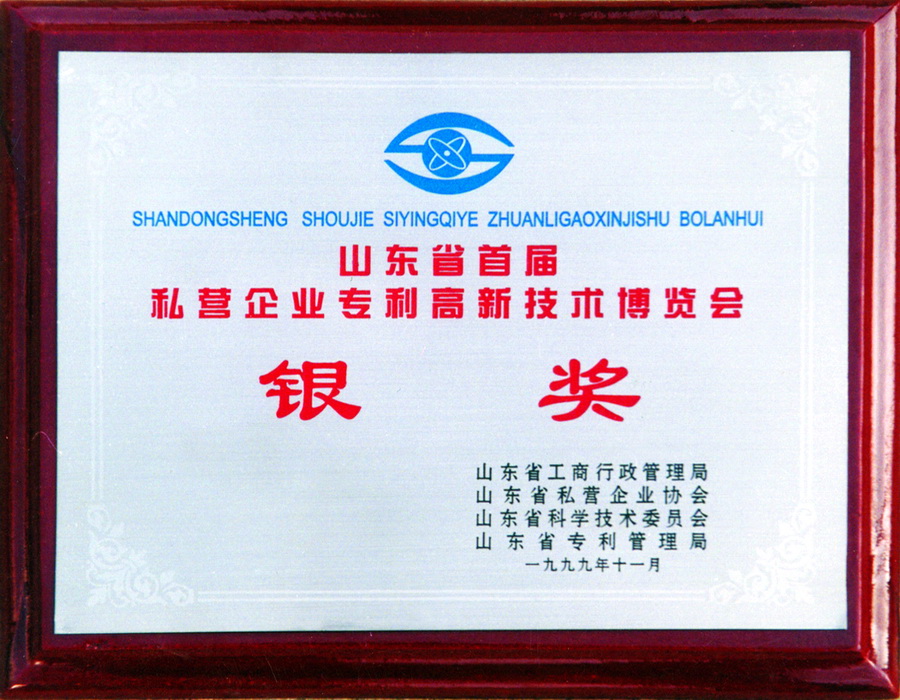 SHANDONGSHENG SHOUJIE SIYINGQIYE ZHUANLIGAOXINJISHU BOLANHUI
山东省首届
私营企业专利高新技术博览会
银奖
山东省工商行政管理局
山东省私营企业协会
山东省科学技术委员会
山东省专利管理局
一九九九年十一月